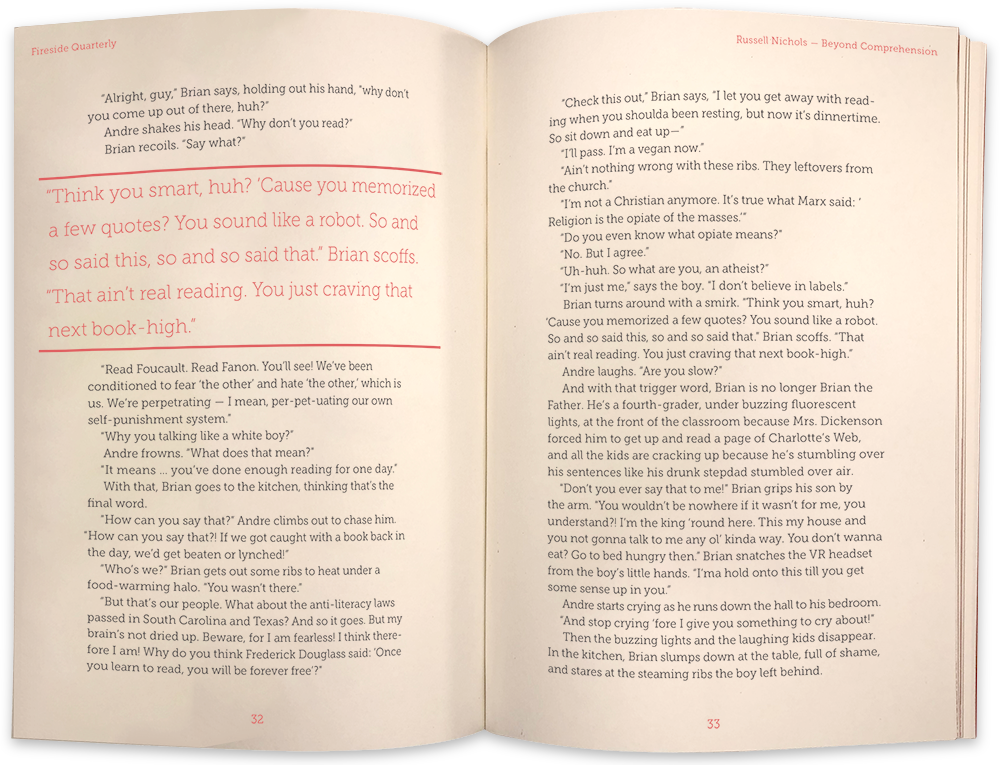 Fireside Quarterly
“Alright, guy,” Brian says, holding out his hand, “why don’t
you come up out of there, huh?”
Andre shakes his head. “Why don’t you read?”
Brian recoils. “Say what?”
“Think you smart, huh? ‘Cause you memorized
a few quotes? You sound like a robot. So and
so said this, so and so said that.” Brian scoffs.
“That ain’t real reading. You just craving that
next book-high.”
“Read Foucault. Read Fanon. You’ll see! We’ve been
conditioned to fear ‘the other’ and hate ‘the other,’ which is
us. We’re perpetrating — I mean, per-pet-uating our own
self-punishment system.”
“Why you talking like a white boy?”
Andre frowns. “What does that mean?”
“It means ... you’ve done enough reading for one day.”
With that, Brian goes to the kitchen, thinking that’s the
final word.
“How can you say that?” Andre climbs out to chase him.
“How can you say that?! If we got caught with a book back in
the day, we’d get beaten or lynched!”
“Who’s we?” Brian gets out some ribs to heat under a
food-warming halo. “You wasn’t there.”
“But that’s our people. What about the anti-literacy laws
passed in South Carolina and Texas? And so it goes. But my
brain’s not dried up. Beware, for I am fearless! I think there-
fore I am! Why do you think Frederick Douglass said: ‘Once
you learn to read, you will be forever free’?”
32
Russell Nichols — Beyond Comprehension
“Check this out,” Brian says, “I let you get away with read-
ing when you shoulda been resting, but now it’s dinnertime.
So sit down and eat up—”
“I’ll pass. I’m a vegan now.”
“Ain’t nothing wrong with these ribs. They leftovers from
the church.”
“I’m not a Christian anymore. It’s true what Marx said: ‘
Religion is the opiate of the masses.’”
“Do you even know what opiate means?”
“No. But I agree.”
“Uh-huh. So what are you, an atheist?”
“I’m just me,” says the boy. “I don’t believe in labels.”
Brian turns around with a smirk. “Think you smart, huh?
‘Cause you memorized a few quotes? You sound like a robot.
So and so said this, so and so said that.” Brian scoffs. “That
ain’t real reading. You just craving that next book-high.”
Andre laughs. “Are you slow?”
And with that trigger word, Brian is no longer Brian the
Father. He’s a fourth-grader, under buzzing fluorescent
lights, at the front of the classroom because Mrs. Dickenson
forced him to get up and read a page of Charlotte’s Web,
and all the kids are cracking up because he’s stumbling over
his sentences like his drunk stepdad stumbled over air.
“Don’t you ever say that to me!” Brian grips his son by
the arm. “You wouldn’t be nowhere if it wasn’t for me, you
understand?! I’m the king ‘round here. This my house and
you not gonna talk to me any ol’ kinda way. You don’t wanna
eat? Go to bed hungry then.” Brian snatches the VR headset
from the boy’s little hands. “I’ma hold onto this till you get
some sense up in you.”
Andre starts crying as he runs down the hall to his bedroom.
“And stop crying ‘fore I give you something to cry about!”
Then the buzzing lights and the laughing kids disappear.
In the kitchen, Brian slumps down at the table, full of shame,
and stares at the steaming ribs the boy left behind.
33